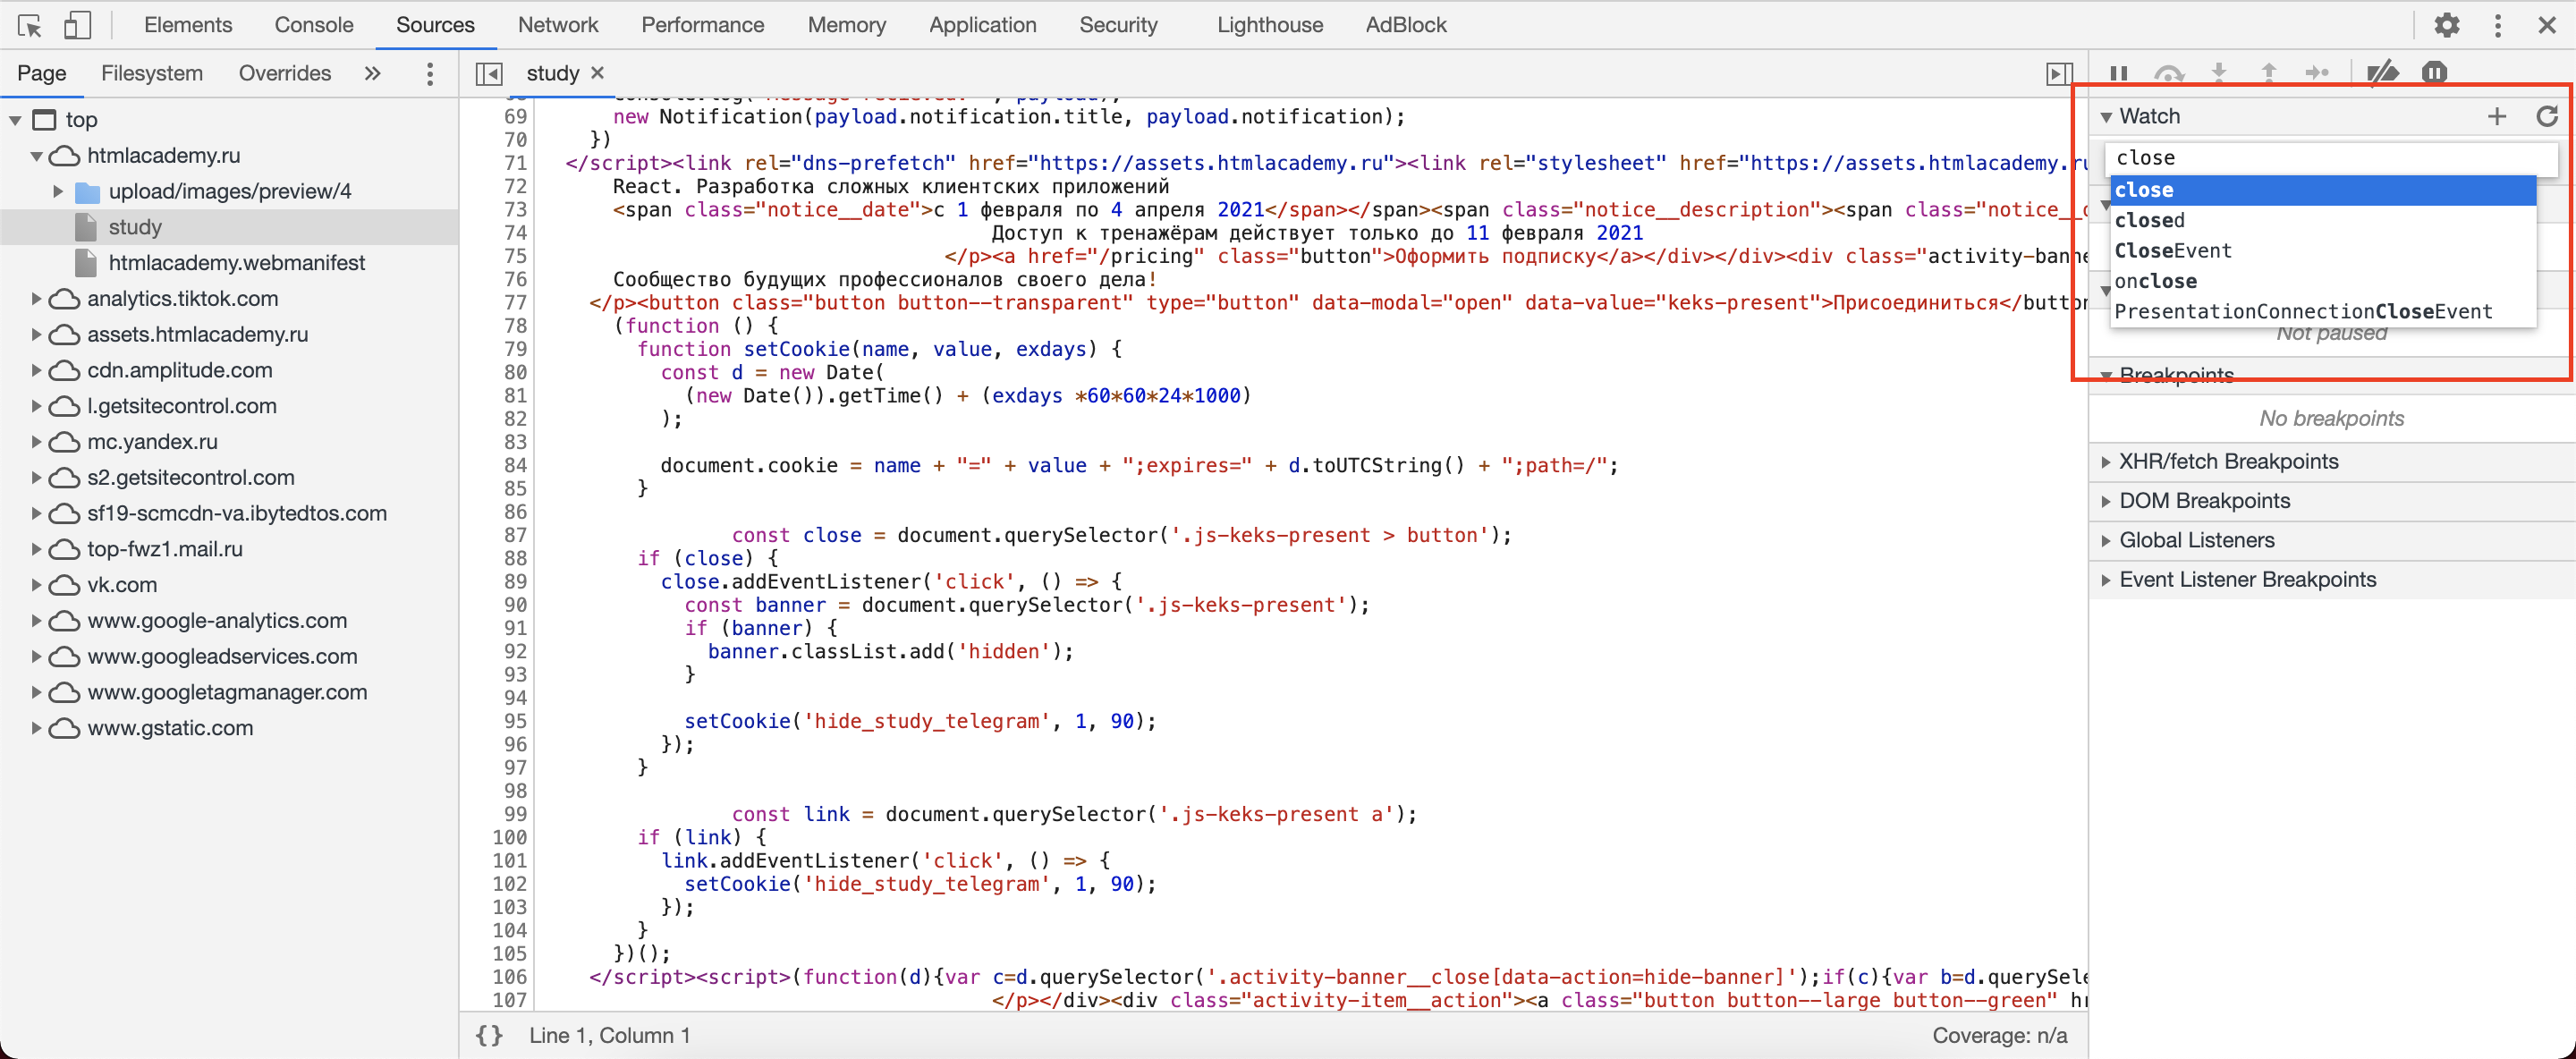 Elements Console Sources Network Performance Memory Application Security Lighthouse AdBlock
Page Filesystem Overrides »
study ×
top
htmlacademy.ru
upload/images/preview/4
study
htmlacademy.webmanifest
analytics.tiktok.com
assets.htmlacademy.ru
cdn.amplitude.com
l.getsitecontrol.com
mc.yandex.ru
s2.getsitecontrol.com
sf19-scmcdn-va.ibytedtos.com
top-fwz1.mail.ru
vk.com
www.google-analytics.com
www.googleadservices.com
www.googletagmanager.com
www.gstatic.com
69 new Notification(payload.notification.title, payload.notification);
70 })
71 </script><link rel="dns-prefetch" href="https://assets.htmlacademy.ru"><link rel="stylesheet" href="https://assets.htmlacademy.ru
72 React. Разработка сложных клиентских приложений
73 <span class="notice__date">с 1 февраля по 4 апреля 2021</span></span><span class="notice__description"><span class="notice__
74 Доступ к тренажёрам действует только до 11 февраля 2021
75 </p><a href="/pricing" class="button">Оформить подписку</a></div></div><div class="activity-banne
76 Сообщество будущих профессионалов своего дела!
77 </p><button class="button button--transparent" type="button" data-modal="open" data-value="keks-present">Присоединиться</button
78 (function () {
79 function setCookie(name, value, exdays) {
80 const d = new Date(
81 (new Date()).getTime() + (exdays *60*60*24*1000)
82 );
83
84 document.cookie = name + "=" + value + ";expires=" + d.toUTCString() + ";path=/";
85 }
86
87 const close = document.querySelector('.js-keks-present > button');
88 if (close) {
89 close.addEventListener('click', () => {
90 const banner = document.querySelector('.js-keks-present');
91 if (banner) {
92 banner.classList.add('hidden');
93 }
94
95 setCookie('hide_study_telegram', 1, 90);
96 });
97 }
98
99 const link = document.querySelector('.js-keks-present a');
100 if (link) {
101 link.addEventListener('click', () => {
102 setCookie('hide_study_telegram', 1, 90);
103 });
104 }
105 })();
106 </script><script>(function(d){var c=d.querySelector('.activity-banner__close[data-action=hide-banner]');if(c){var b=d.querySele
107 </p></div><div class="activity-item__action"><a class="button button--large button--green" hr
{} Line 1, Column 1
Coverage: n/a
Watch
close
close
closed
CloseEvent
onclose
PresentationConnectionCloseEvent
Not paused
Breakpoints
No breakpoints
XHR/fetch Breakpoints
DOM Breakpoints
Global Listeners
Event Listener Breakpoints